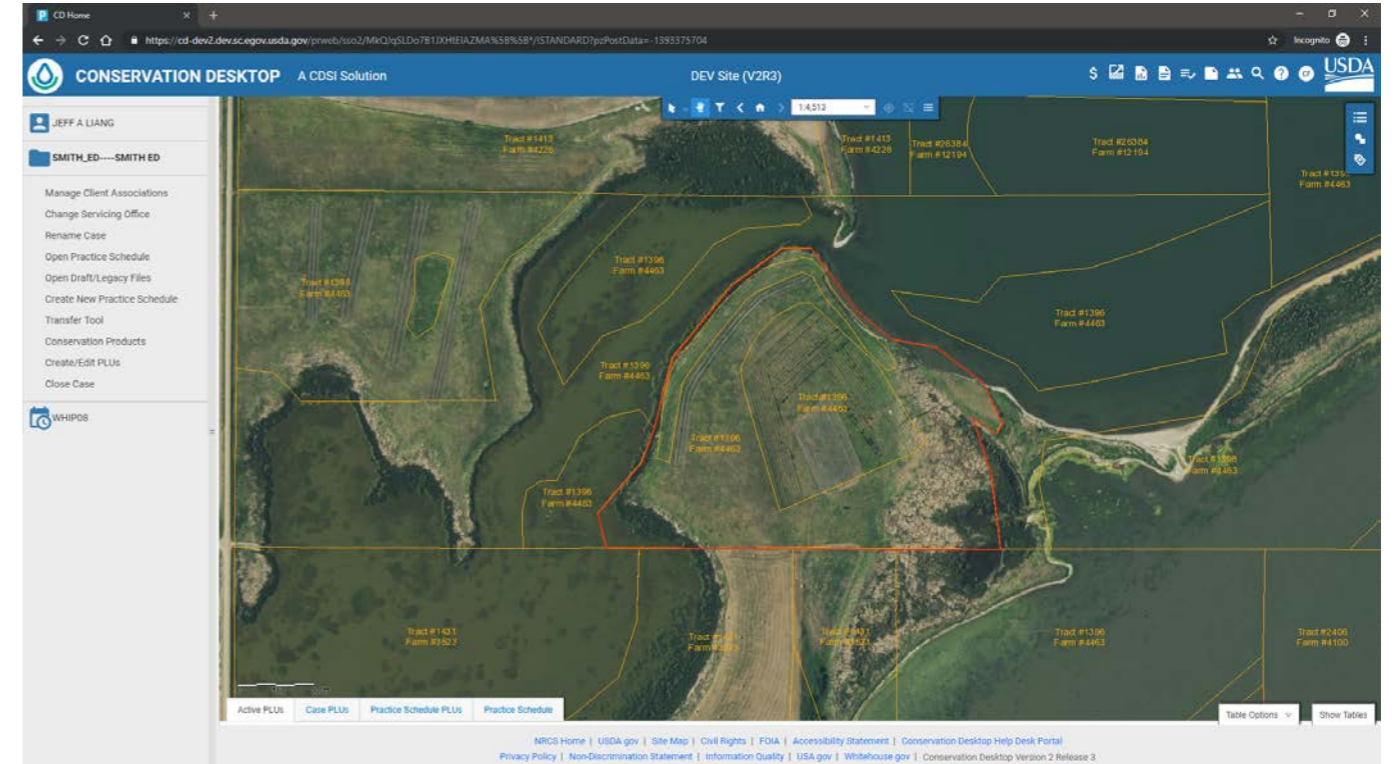 CD Home
https://cd-dev2.dev.sc.egov.usda.gov/prweb/sso2/MkQJqSLDo7B1JXHtEIAZMA%5B%5B*/!STANDARD?pzPostData=-1393375704
Incognito
CONSERVATION DESKTOP A CDSI Solution
DEV Site (V2R3)
USDA
JEFF A LIANG
SMITH_ED----SMITH ED
Manage Client Associations
Change Servicing Office
Rename Case
Open Practice Schedule
Open Draft/Legacy Files
Create New Practice Schedule
Transfer Tool
Conservation Products
Create/Edit PLUs
Close Case
WHIP08
1:4,513
Tract #1413
Farm #4226
Tract #1413
Farm #4228
Tract #26384
Farm #12194
Tract #26384
Farm #12194
Farm #4463
Tract #1396
Farm #4463
Farm #4463
Tract #1396
Farm #4463
Tract #1396
Farm #4463
Tract #1396
Farm #4463
Tract #1396
Farm #4463
Tract #1396
Farm #4463
Tract #1431
Farm #3523
Tract #1396
Farm #4463
Tract #2406
Farm #4100
Active PLUs
Case PLUs
Practice Schedule PLUs
Practice Schedule
Table Options
Show Tables
NRCS Home | USDA.gov | Site Map | Civil Rights | FOIA | Accessibility Statement | Conservation Desktop Help Desk Portal
Privacy Policy | Non-Discrimination Statement | Information Quality | USA.gov | Whitehouse.gov | Conservation Desktop Version 2 Release 3